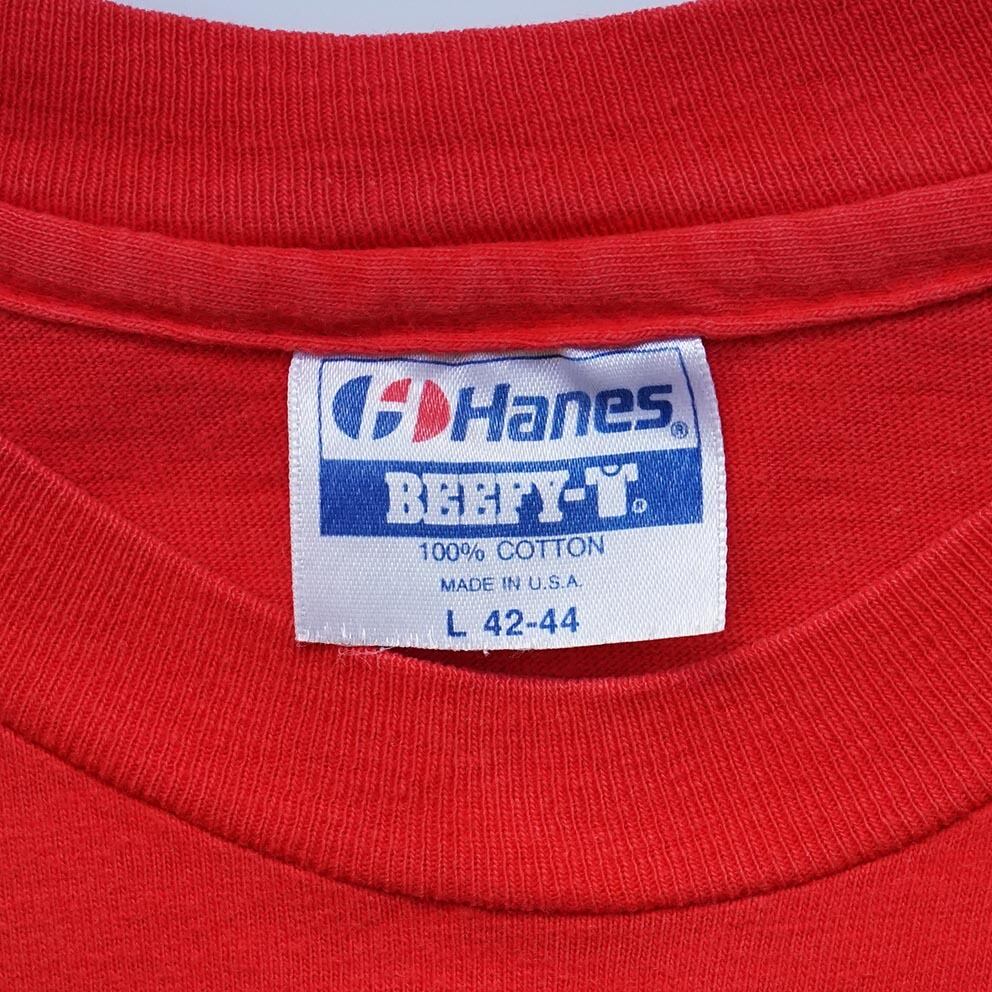 Hanes®
BEEFY-T®
100% COTTON
MADE IN U.S.A.
L 42-44